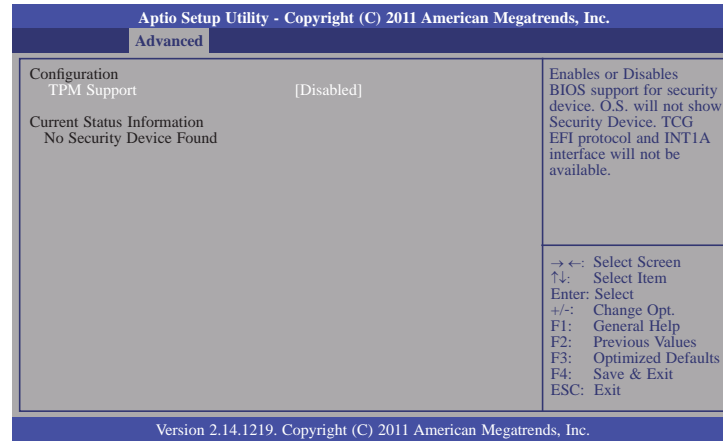 Aptio Setup Utility - Copyright (C) 2011 American Megatrends, Inc.
Advanced
Configuration
TPM Support [Disabled]
Current Status Information
No Security Device Found
Enables or Disables
BIOS support for security
device. O.S. will not show
Security Device. TCG
EFI protocol and INT1A
interface will not be
available.
→ ←: Select Screen
↑↓: Select Item
Enter: Select
+/-: Change Opt.
F1: General Help
F2: Previous Values
F3: Optimized Defaults
F4: Save & Exit
ESC: Exit
Version 2.14.1219. Copyright (C) 2011 American Megatrends, Inc.